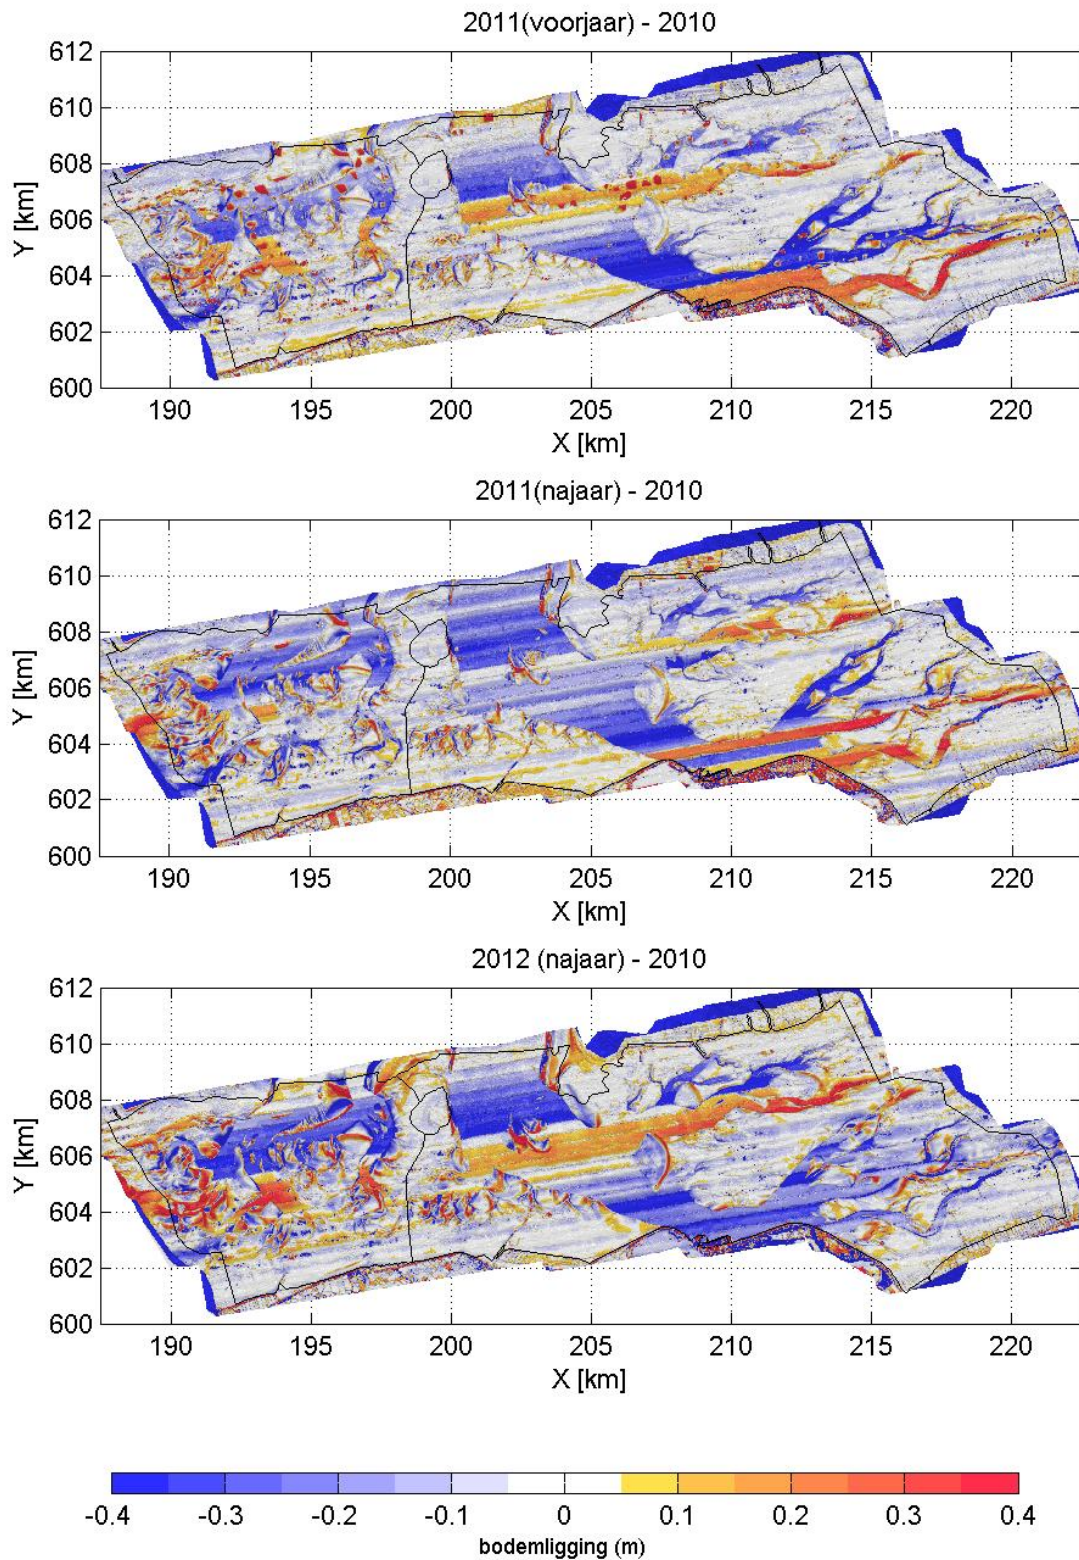 2011(voorjaar) - 2010
612
610
608
606
604
602
600
Y [km]
190 195 200 205 210 215 220
X [km]
2011(najaar) - 2010
612
610
608
606
604
602
600
Y [km]
190 195 200 205 210 215 220
X [km]
2012 (najaar) - 2010
612
610
608
606
604
602
600
Y [km]
190 195 200 205 210 215 220
X [km]
-0.4 -0.3 -0.2 -0.1 0 0.1 0.2 0.3 0.4
bodemligging (m)